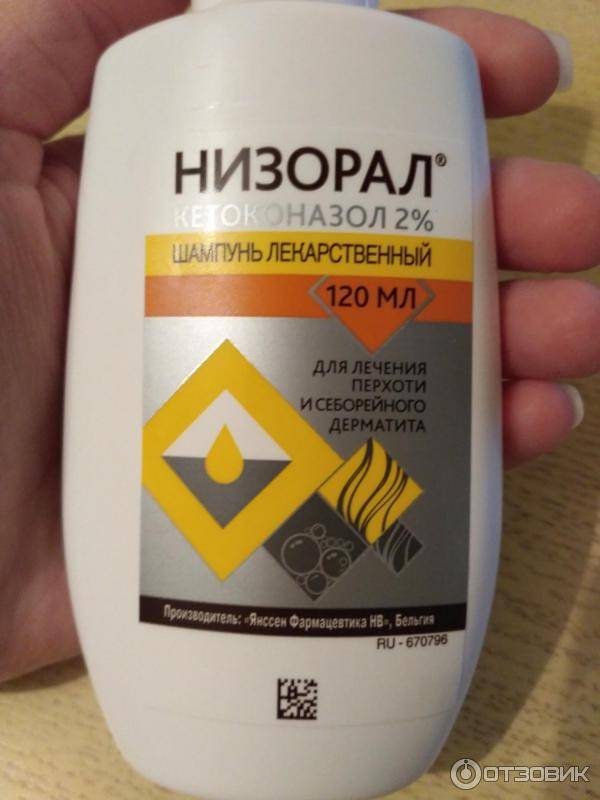 НИЗОРАЛ®
КЕТОКОНАЗОЛ 2%
ШАМПУНЬ ЛЕКАРСТВЕННЫЙ
120 МЛ
ДЛЯ ЛЕЧЕНИЯ
ПЕРХОТИ
И СЕБОРЕЙНОГО
ДЕРМАТИТА
Производитель: «Янссен Фармацевтика НВ», Бельгия
RU - 670796
ОТЗОВИК